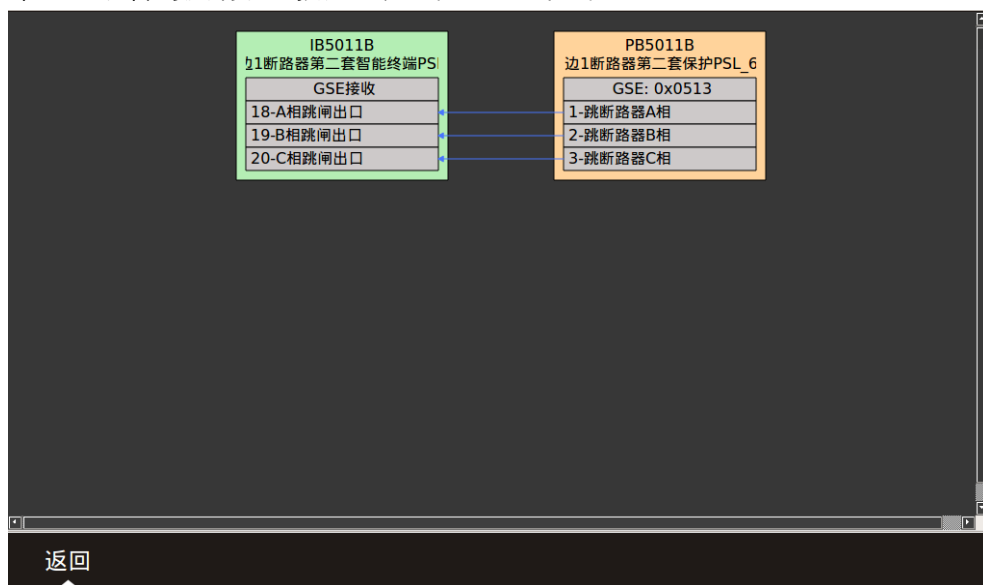 IB5011B
边1断路器第二套智能终端PS
GSE接收
18-A相跳闸出口
19-B相跳闸出口
20-C相跳闸出口
PB5011B
边1断路器第二套保护PSL_6
GSE: 0x0513
1-跳断路器A相
2-跳断路器B相
3-跳断路器C相
返回